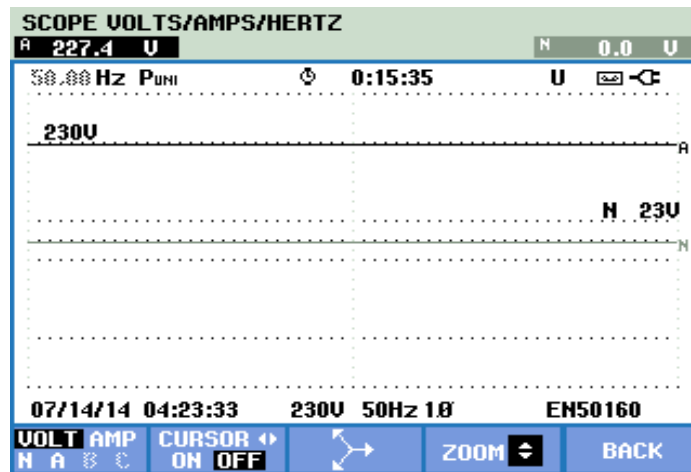 SCOPE VOLTS/AMPS/HERTZ
A 227.4 V N 0.0 V
50.00 Hz PUNI 0:15:35 U
230V
A
N 23V
N
07/14/14 04:23:33 230V 50Hz 1Ø EN50160
VOLT AMP CURSOR ZOOM BACK
N A B C ON OFF